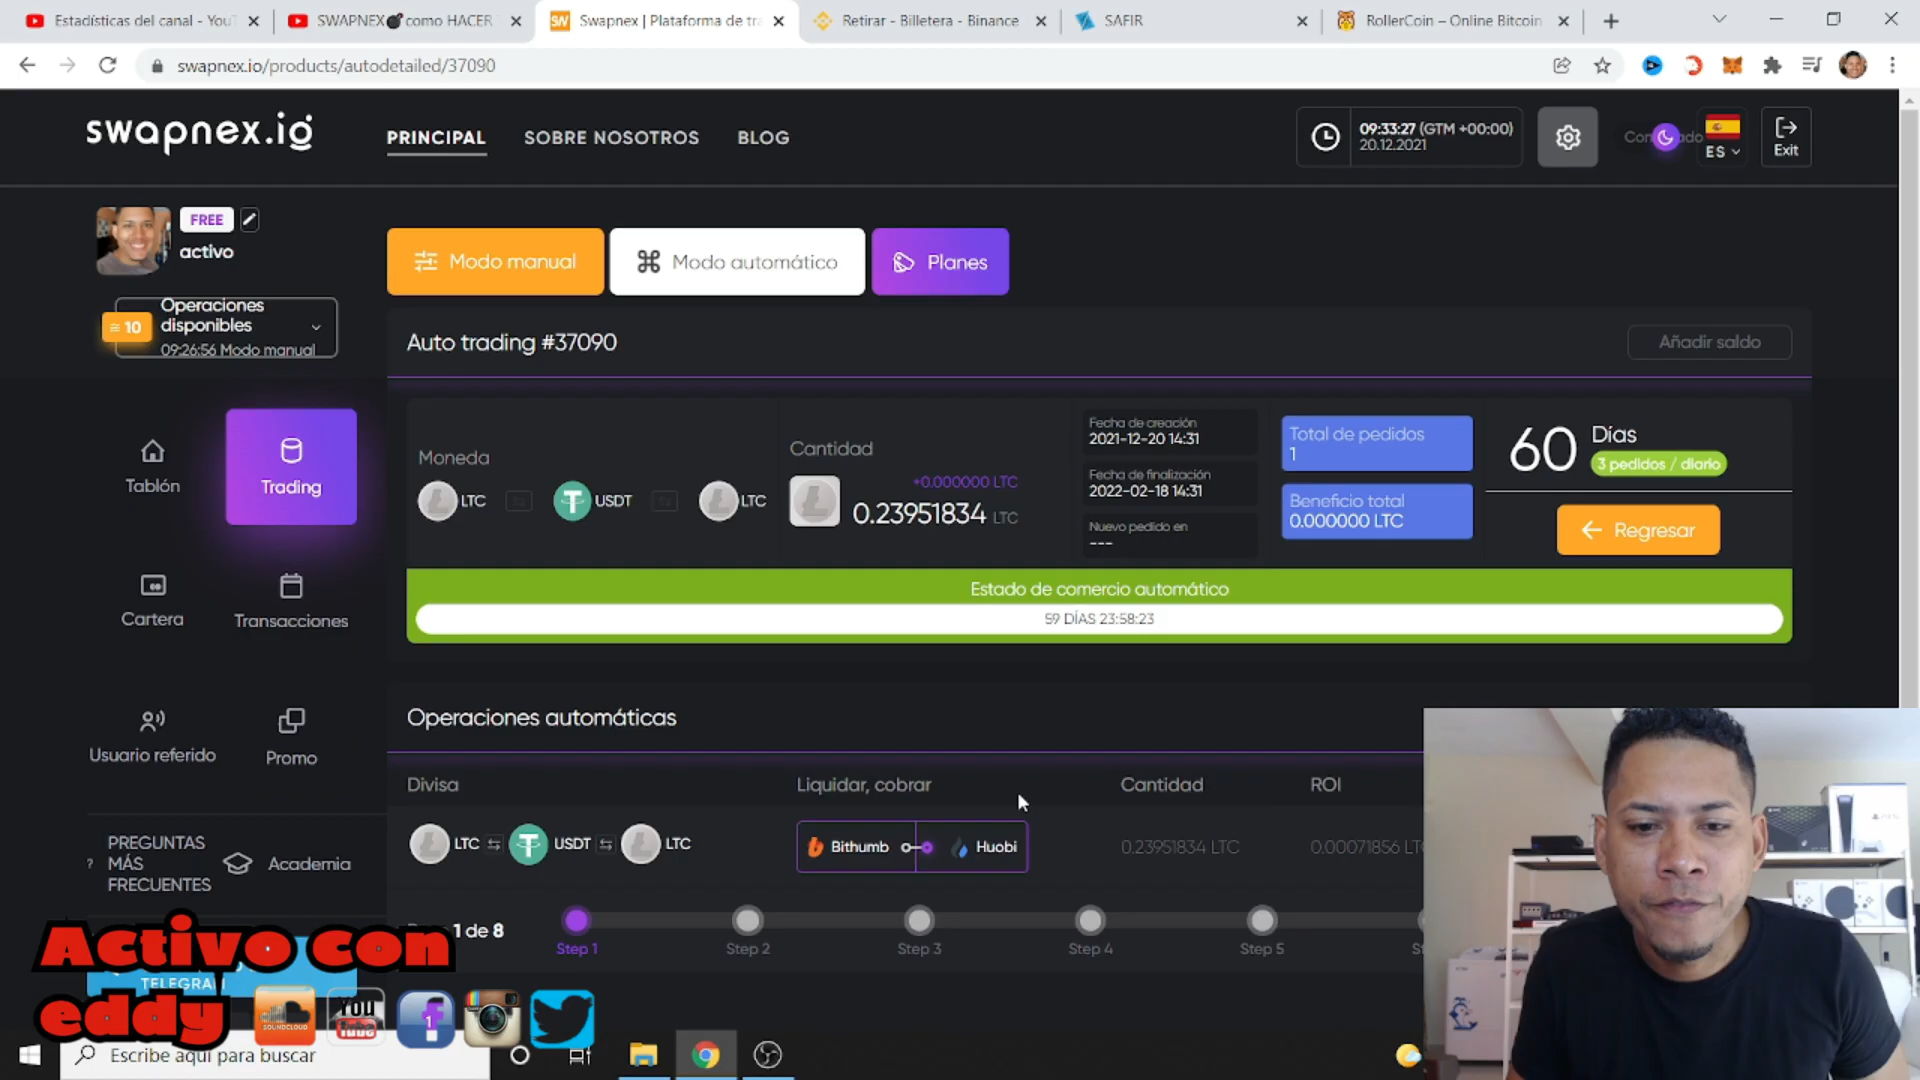 Estadísticas del canal - YouT
SWAPNEX💣 como HACER
Swapnex | Plataforma de tra
Retirar - Billetera - Binance
SAFIR
RollerCoin – Online Bitcoin
swapnex.io/products/autodetailed/37090
swapnex.ig
PRINCIPAL
SOBRE NOSOTROS
BLOG
09:33:27 (GTM +00:00)
20.12.2021
ES
Exit
FREE
activo
10
Operaciones
disponibles
09:26:56 Modo manual
Modo manual
Modo automático
Planes
Auto trading #37090
Añadir saldo
Tablón
Trading
Cartera
Transacciones
Usuario referido
Promo
? PREGUNTAS
MÁS
FRECUENTES
Academia
Moneda
LTC
USDT
LTC
Cantidad
+0.000000 LTC
0.23951834 LTC
Fecha de creación
2021-12-20 14:31
Fecha de finalización
2022-02-18 14:31
Nuevo pedido en
---
Total de pedidos
1
Beneficio total
0.000000 LTC
60 Días
3 pedidos / diario
Regresar
Estado de comercio automático
59 DÍAS 23:58:23
Operaciones automáticas
Divisa
Liquidar, cobrar
Cantidad
ROI
LTC
USDT
LTC
Bithumb
Huobi
0.23951834 LTC
0.00071856 LTC
1 de 8
Step 1
Step 2
Step 3
Step 4
Step 5
Activo con
eddy
TELEGRAM
SOUNDCLOUD
You
Tube
f
1
Escribe aquí para buscar